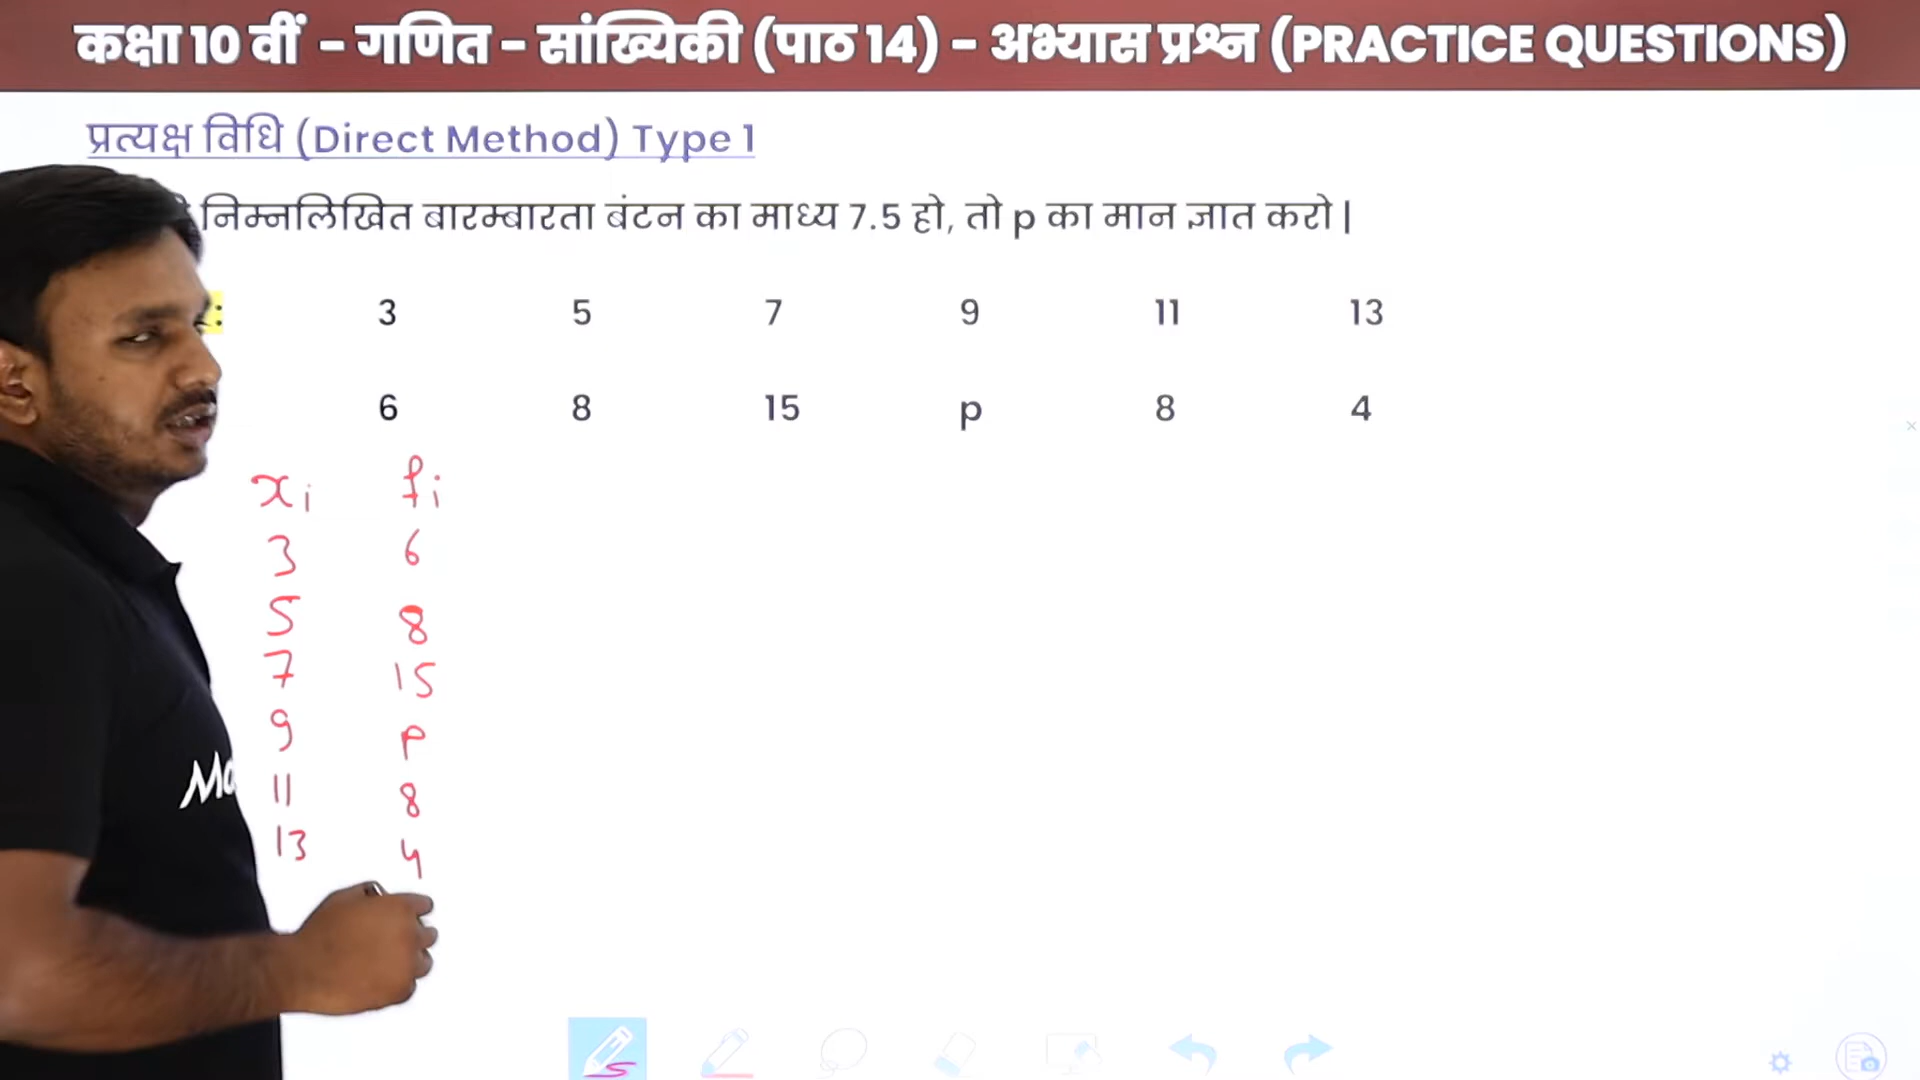 कक्षा 10 वीं - गणित - सांख्यिकी (पाठ 14) - अभ्यास प्रश्न (PRACTICE QUESTIONS)
प्रत्यक्ष विधि (Direct Method) Type 1
निम्नलिखित बारम्बारता बंटन का माध्य 7.5 हो, तो p का मान ज्ञात करो |
: 3 5 7 9 11 13
6 8 15 p 8 4
xi fi
3 6
5 8
7 15
9 p
11 8
13 4